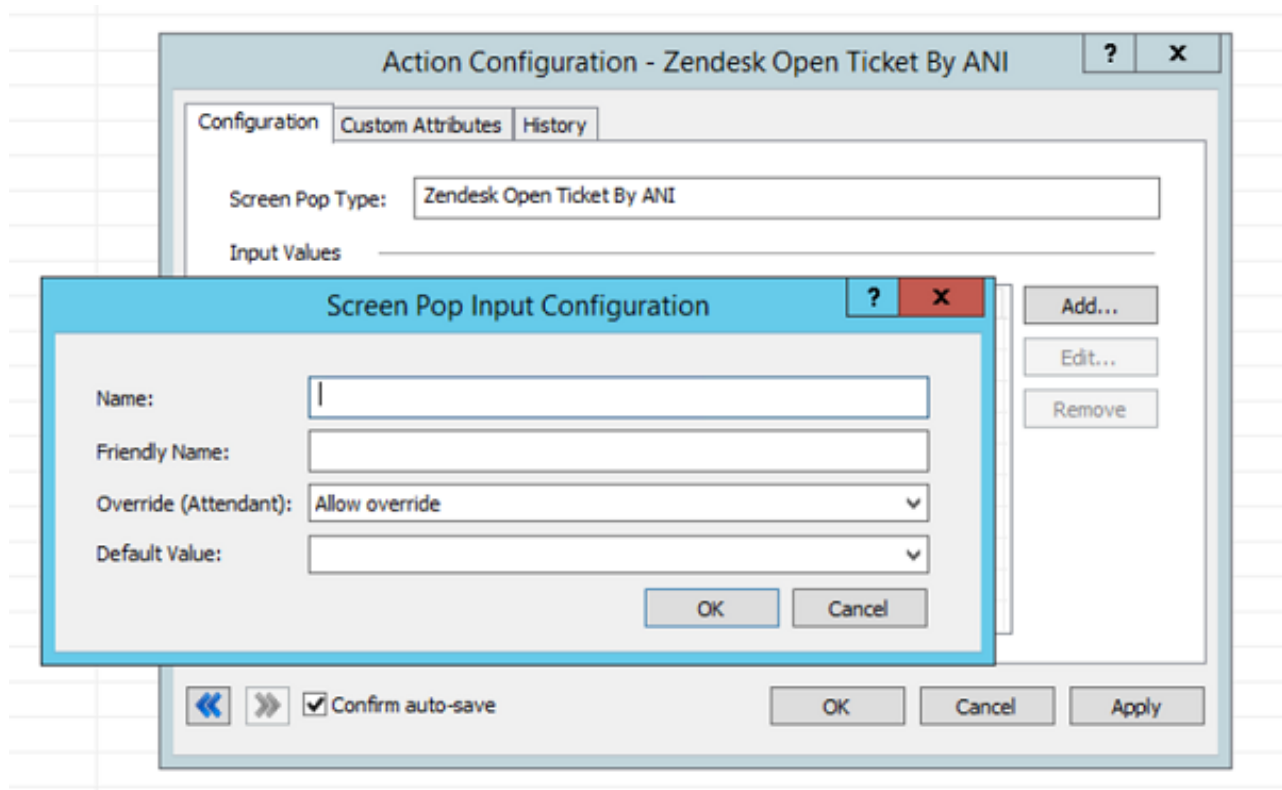 Action Configuration - Zendesk Open Ticket By ANI
? x
Configuration Custom Attributes History
Screen Pop Type: Zendesk Open Ticket By ANI
Input Values
Screen Pop Input Configuration
? x
Add...
Edit...
Remove
Name:
Friendly Name:
Override (Attendant): Allow override
Default Value:
OK Cancel
Confirm auto-save
OK Cancel Apply